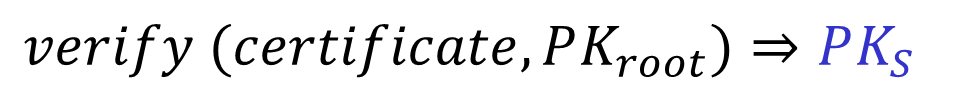 verify (certificate, PK_root) ⇒ PK_S